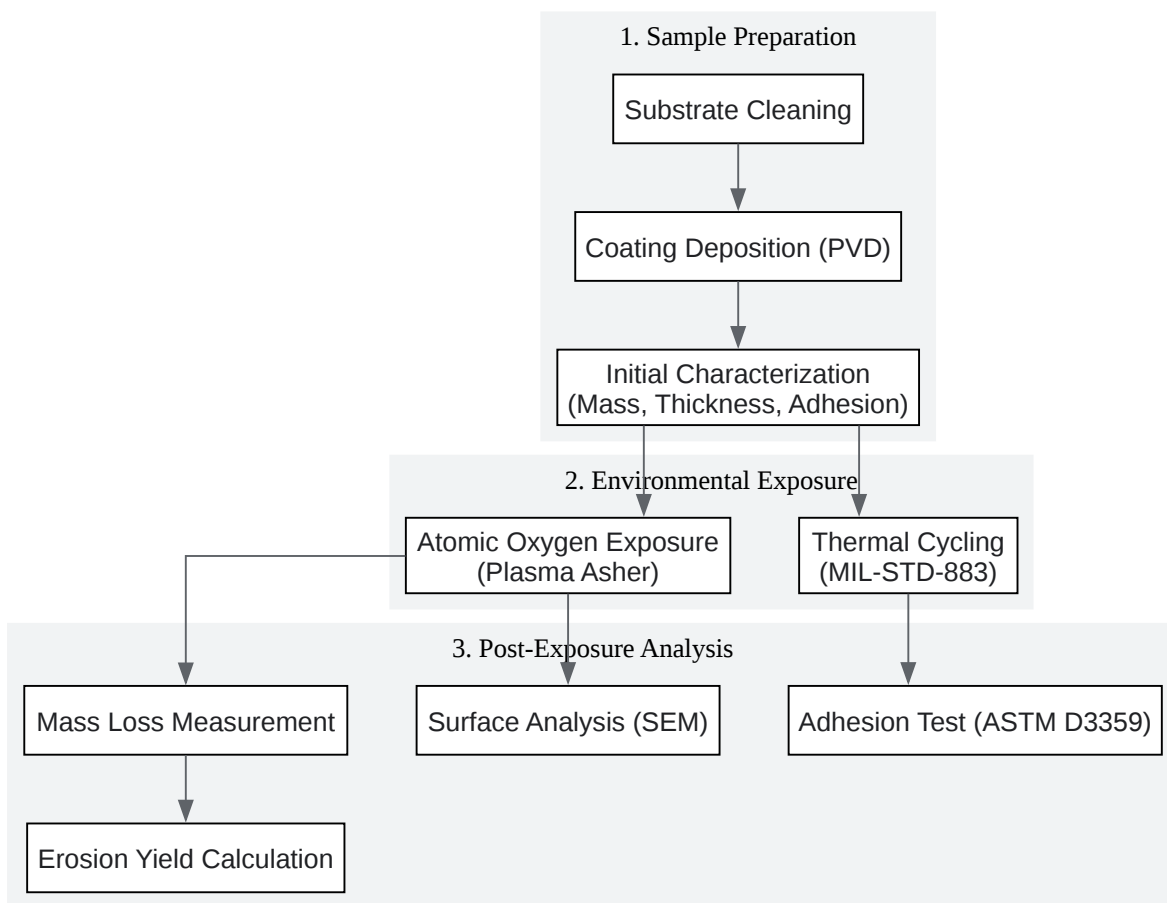 1. Sample Preparation
Substrate Cleaning
Coating Deposition (PVD)
Initial Characterization
(Mass, Thickness, Adhesion)
2. Environmental Exposure
Atomic Oxygen Exposure
(Plasma Asher)
Thermal Cycling
(MIL-STD-883)
3. Post-Exposure Analysis
Mass Loss Measurement
Surface Analysis (SEM)
Adhesion Test (ASTM D3359)
Erosion Yield Calculation